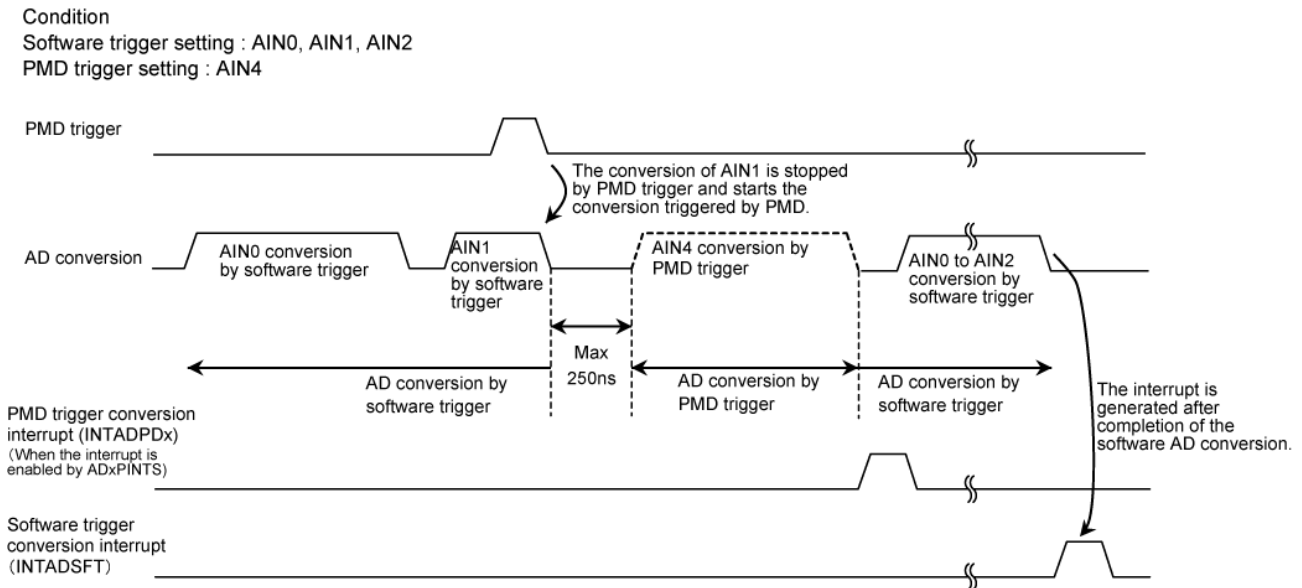 Condition
Software trigger setting : AIN0, AIN1, AIN2
PMD trigger setting : AIN4
PMD trigger
The conversion of AIN1 is stopped
by PMD trigger and starts the
conversion triggered by PMD.
AD conversion
AIN0 conversion
by software trigger
AIN1
conversion
by software
trigger
AIN4 conversion by
PMD trigger
AIN0 to AIN2
conversion by
software trigger
Max
250ns
AD conversion by
software trigger
AD conversion by
PMD trigger
AD conversion by
software trigger
The interrupt is
generated after
completion of the
software AD conversion.
PMD trigger conversion
interrupt (INTADPDx)
(When the interrupt is
enabled by ADxPINTS)
Software trigger
conversion interrupt
(INTADSFT)